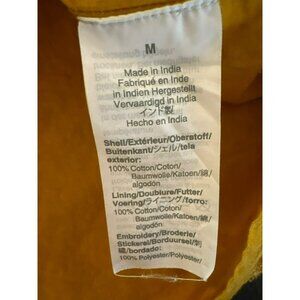 M
Made in India
Fabriqué en Inde
in Indien Hergestellt
Vervaardigd in India
インド製
Hecho en India
Shell/Extérieur/Oberstoff/
Buitenkant/シェル/tela
exterior:
100% Cotton/Coton/
Baumwolle/Katoen/綿/
algodón
Lining/Doublure/Futter/
Voering/ライニング/forro:
100% Cotton/Coton/
Baumwolle/Katoen/綿/
algodón
Embroidery/Broderie/
Stickerei/Borduursel/刺
繍/bordado:
100% Polyester/Polyester/